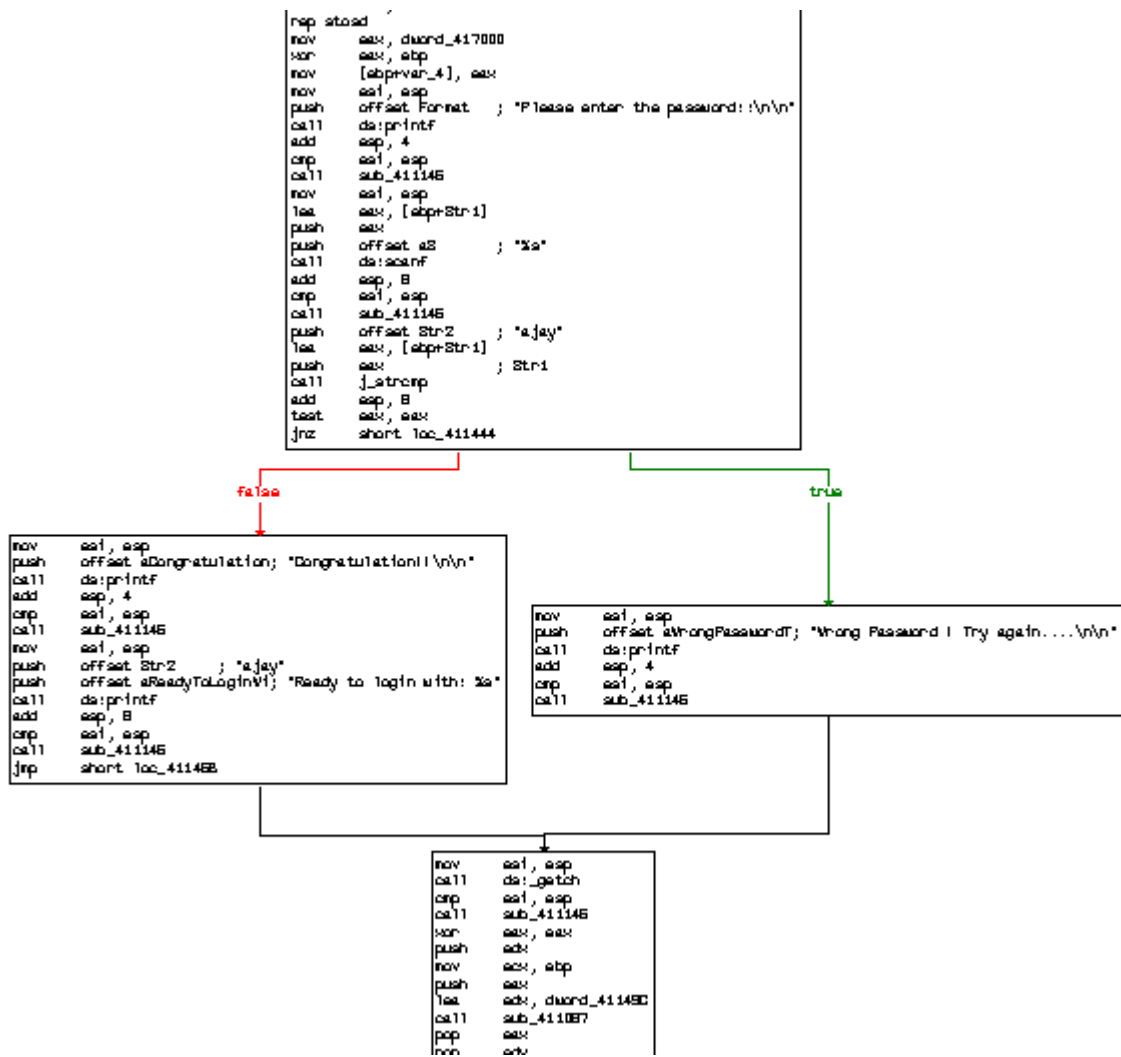 rep stosd
mov eax, dword_417000
xor eax, ebp
mov [ebp+var_4], eax
mov esi, esp
push offset Format ; "Please enter the password::\n\n"
call ds:printf
add esp, 4
cmp esi, esp
call sub_411145
mov esi, esp
lea eax, [ebp+Str1]
push eax
push offset aS ; "%s"
call ds:scanf
add esp, 8
cmp esi, esp
call sub_411145
push offset Str2 ; "ajay"
lea eax, [ebp+Str1]
push eax ; Str1
call j_strcmp
add esp, 8
test eax, eax
jnz short loc_411444
false
true
mov esi, esp
push offset aCongratulation; "Congratulation!!\n\n"
call ds:printf
add esp, 4
cmp esi, esp
call sub_411145
mov esi, esp
push offset Str2 ; "ajay"
push offset aReadyToLoginWi; "Ready to login with: %s"
call ds:printf
add esp, 8
cmp esi, esp
call sub_411145
jmp short loc_41145B
mov esi, esp
push offset aWrongPasswordT; "Wrong Password ! Try again....\n\n"
call ds:printf
add esp, 4
cmp esi, esp
call sub_411145
mov esi, esp
call ds:_getch
cmp esi, esp
call sub_411145
xor eax, eax
push edx
mov ecx, ebp
push eax
lea edx, dword_41149C
call sub_411087
pop eax
pop edx